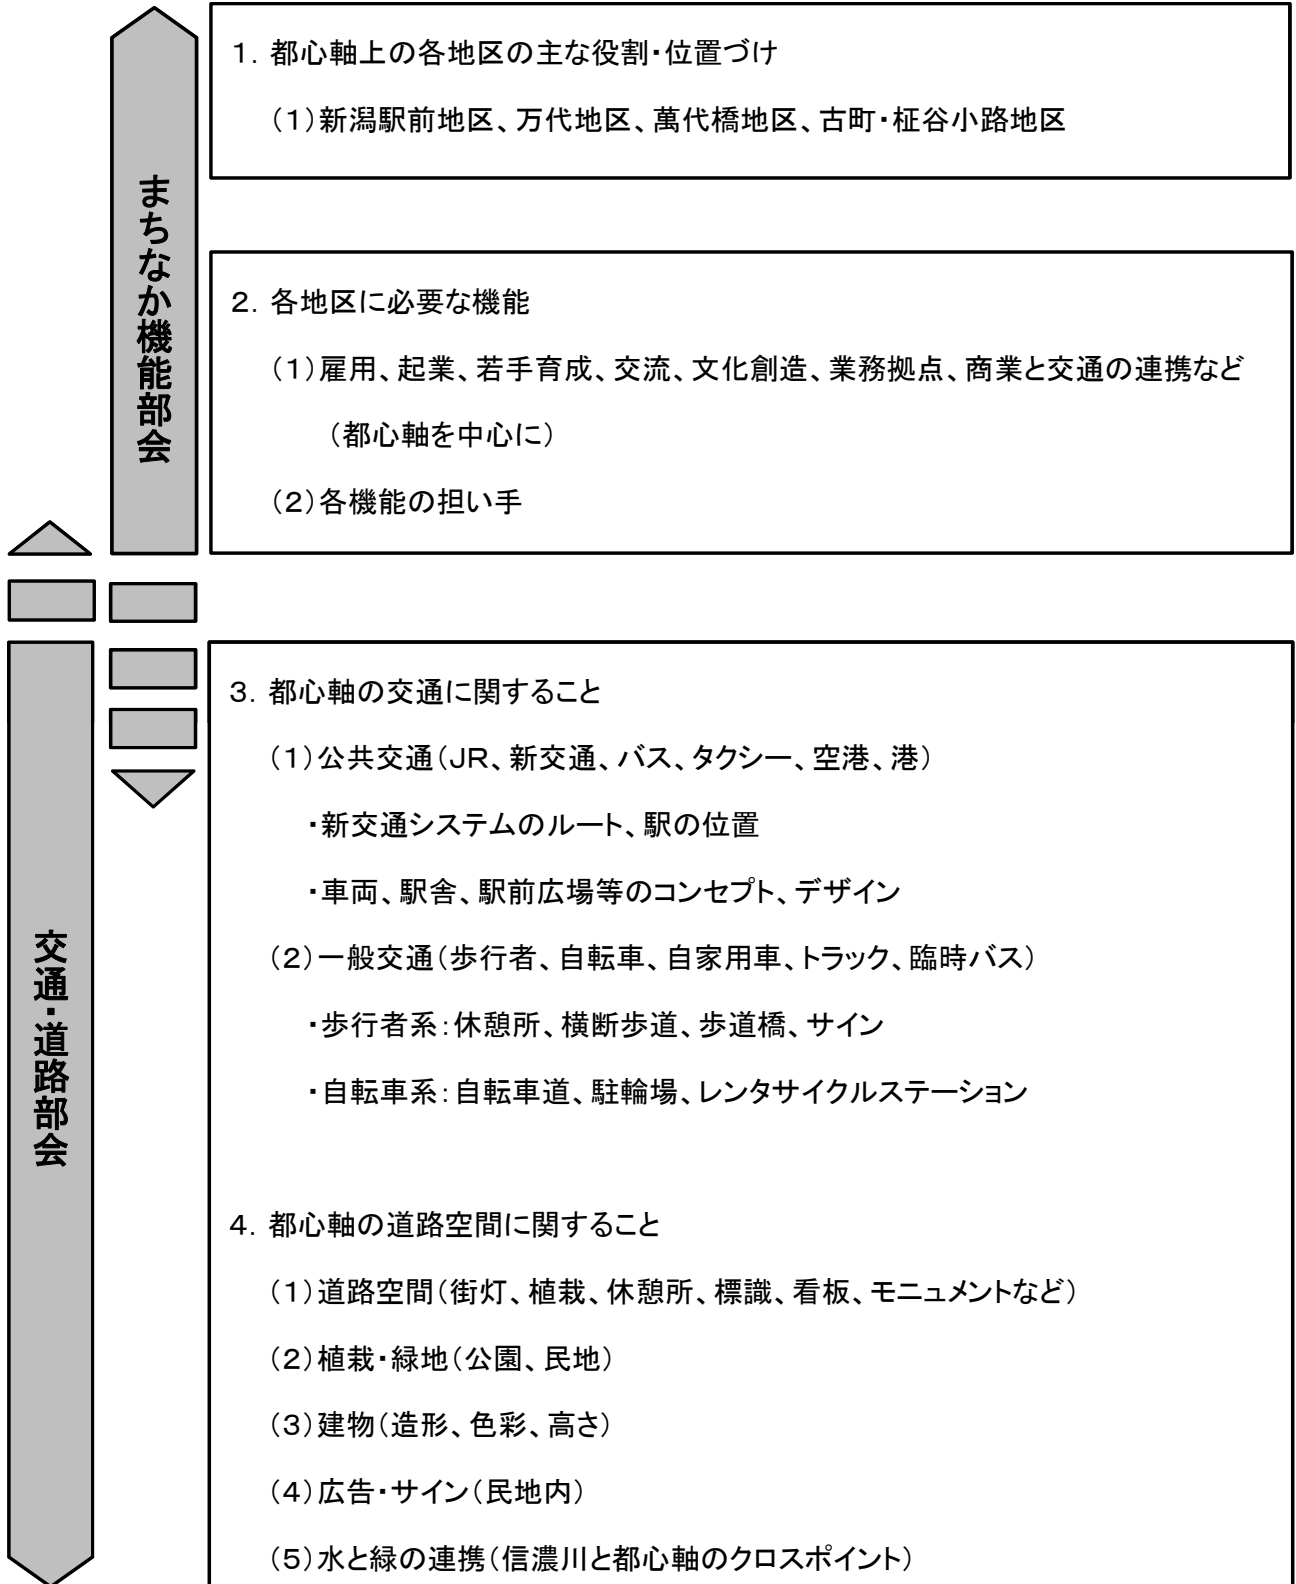 まちなか機能部会
1．都心軸上の各地区の主な役割・位置づけ
（1）新潟駅前地区、万代地区、萬代橋地区、古町・柾谷小路地区
2．各地区に必要な機能
（1）雇用、起業、若手育成、交流、文化創造、業務拠点、商業と交通の連携など
（都心軸を中心に）
（2）各機能の担い手
交通・道路部会
3．都心軸の交通に関すること
（1）公共交通（JR、新交通、バス、タクシー、空港、港）
・新交通システムのルート、駅の位置
・車両、駅舎、駅前広場等のコンセプト、デザイン
（2）一般交通（歩行者、自転車、自家用車、トラック、臨時バス）
・歩行者系：休憩所、横断歩道、歩道橋、サイン
・自転車系：自転車道、駐輪場、レンタサイクルステーション
4．都心軸の道路空間に関すること
（1）道路空間（街灯、植栽、休憩所、標識、看板、モニュメントなど）
（2）植栽・緑地（公園、民地）
（3）建物（造形、色彩、高さ）
（4）広告・サイン（民地内）
（5）水と緑の連携（信濃川と都心軸のクロスポイント）